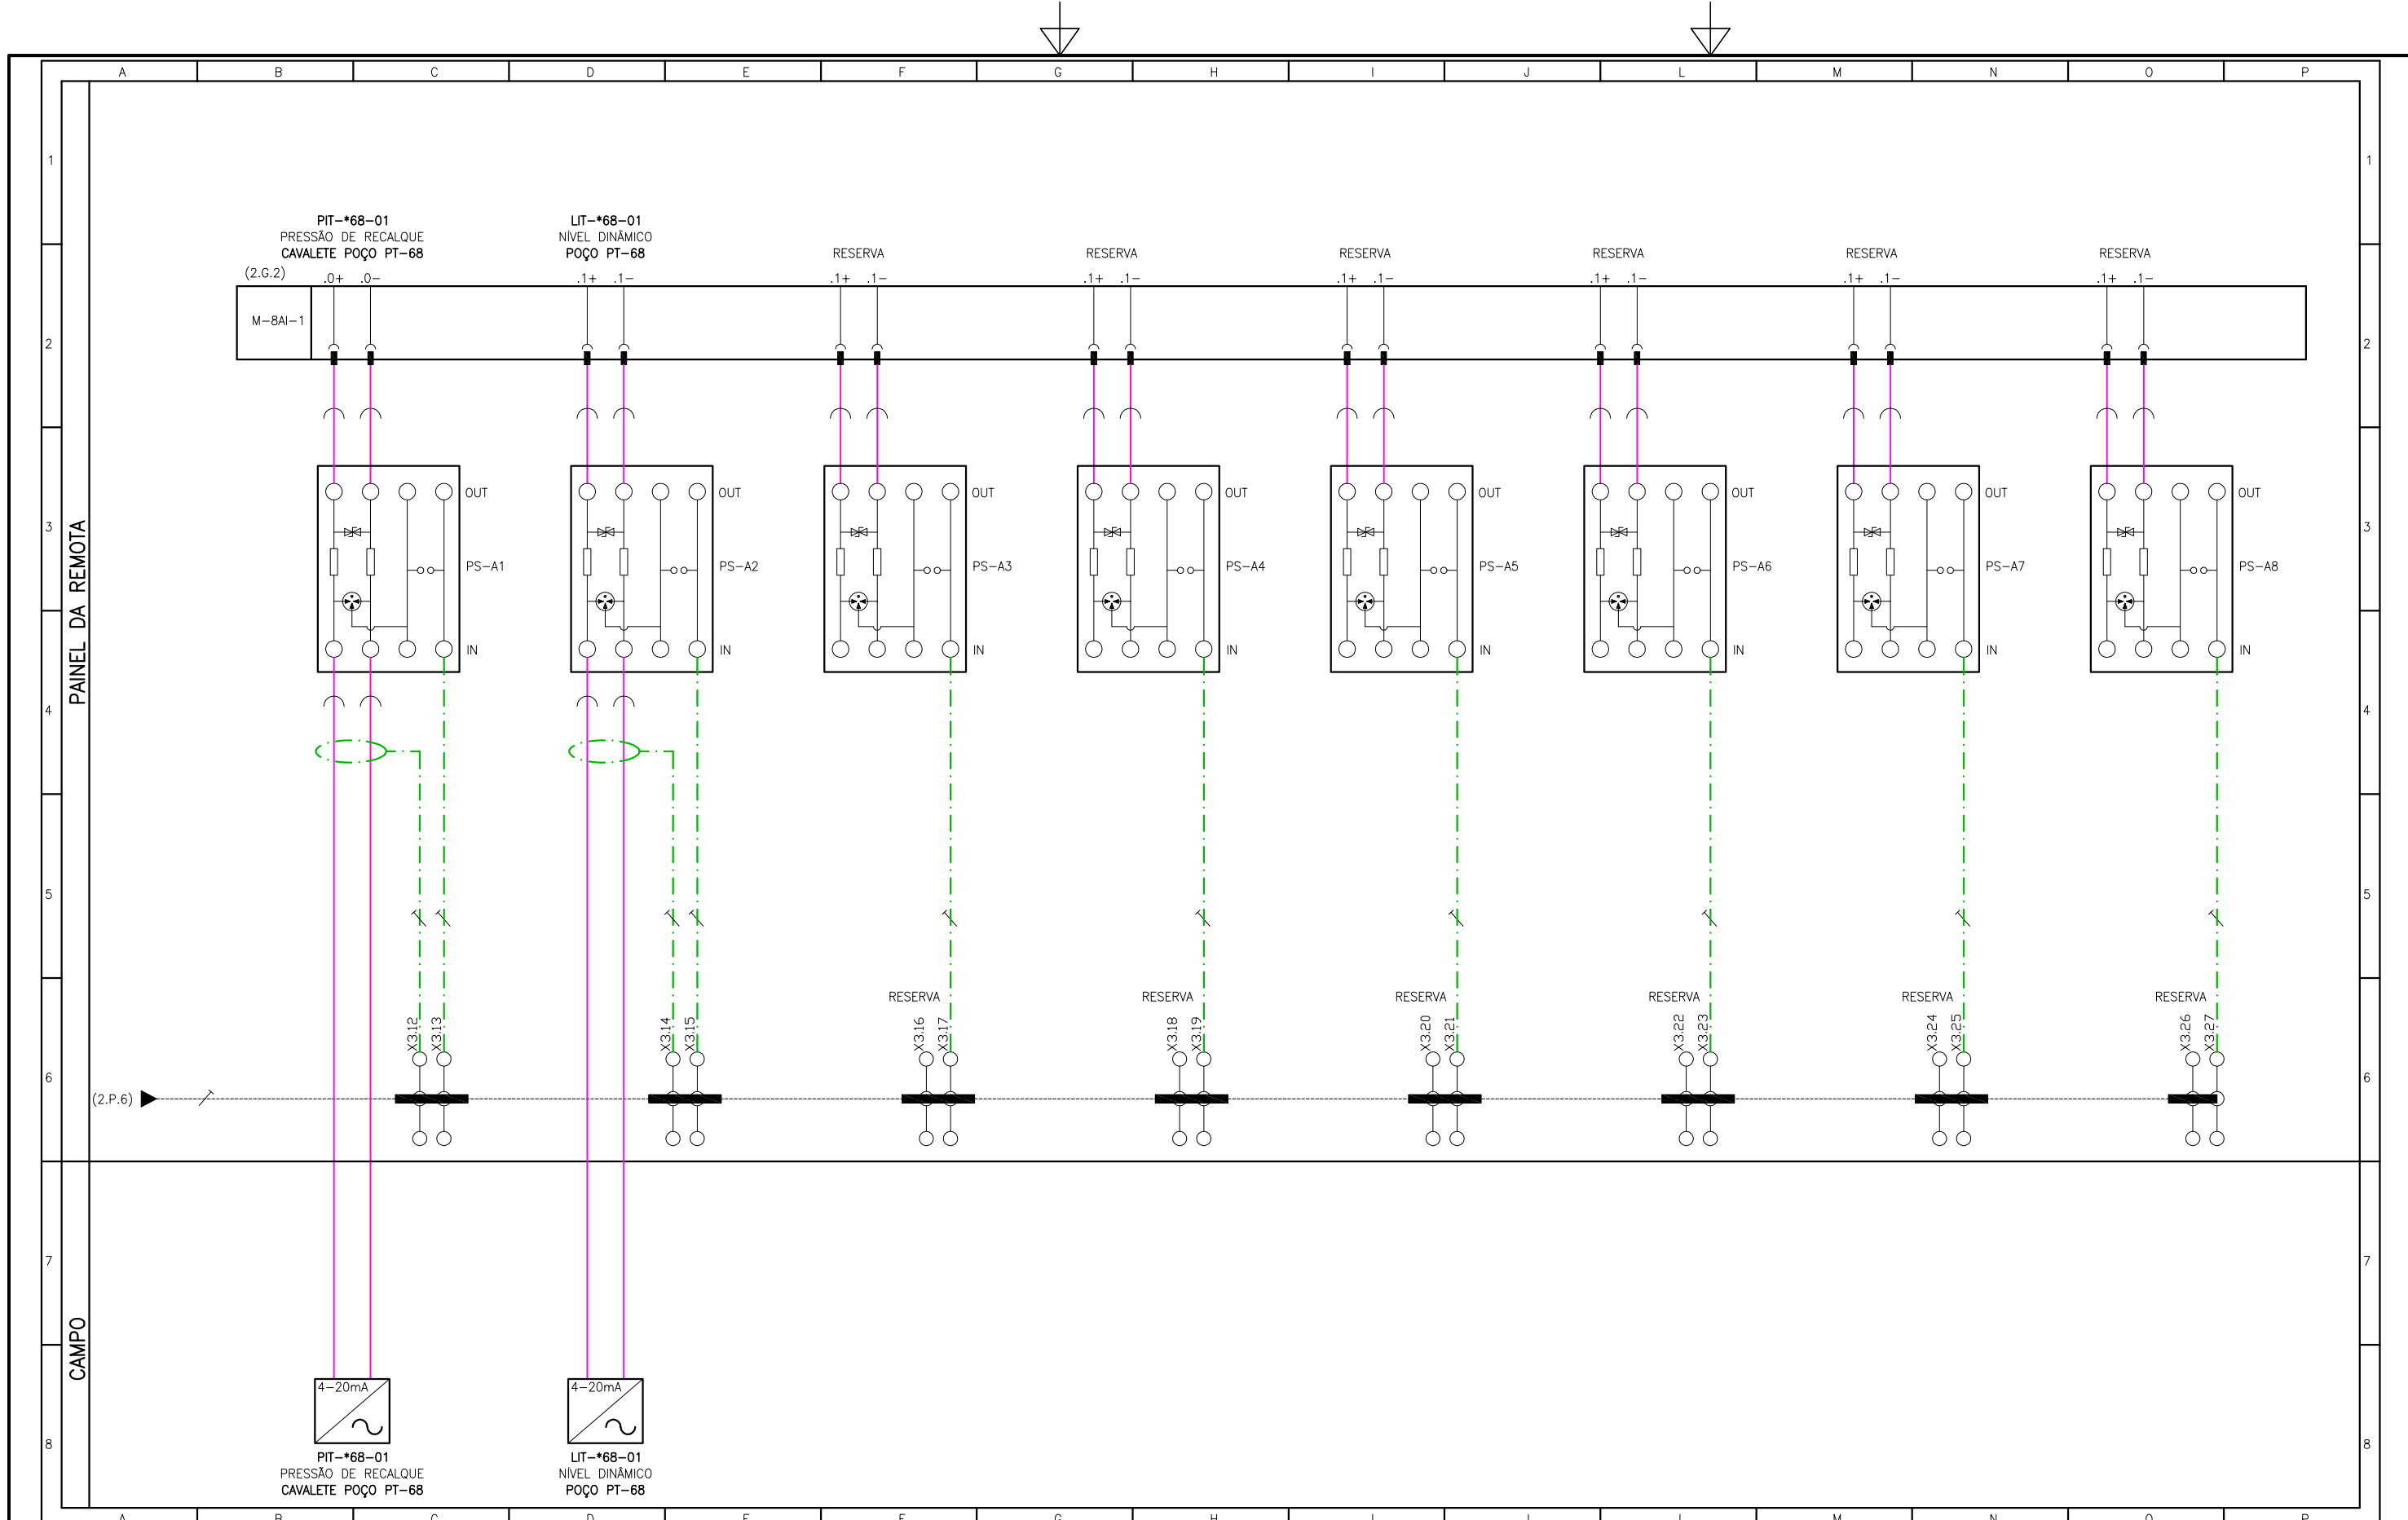 A B C D E F G H I J L M N O P
1 1
PIT-*68-01 LIT-*68-01
PRESSÃO DE RECALQUE NÍVEL DINÂMICO
CAVALETE POÇO PT-68 POÇO PT-68 RESERVA RESERVA RESERVA RESERVA RESERVA RESERVA
(2.G.2) .0+ .0- .1+ .1- .1+ .1- .1+ .1- .1+ .1- .1+ .1- .1+ .1- .1+ .1-
M-8AI-1
2 2
OUT OUT OUT OUT OUT OUT OUT OUT
3 3
PAINEL DA REMOTA
PS-A1 PS-A2 PS-A3 PS-A4 PS-A5 PS-A6 PS-A7 PS-A8
IN IN IN IN IN IN IN IN
4 4
5 5
RESERVA RESERVA RESERVA RESERVA RESERVA RESERVA
X3.12 X3.13 X3.14 X3.15 X3.16 X3.17 X3.18 X3.19 X3.20 X3.21 X3.22 X3.23 X3.24 X3.25 X3.26 X3.27
6 6
(2.P.6)
7 7
CAMPO
4-20mA 4-20mA
8 8
PIT-*68-01 LIT-*68-01
PRESSÃO DE RECALQUE NÍVEL DINÂMICO
CAVALETE POÇO PT-68 POÇO PT-68
A B C D E F G H I J L M N O P